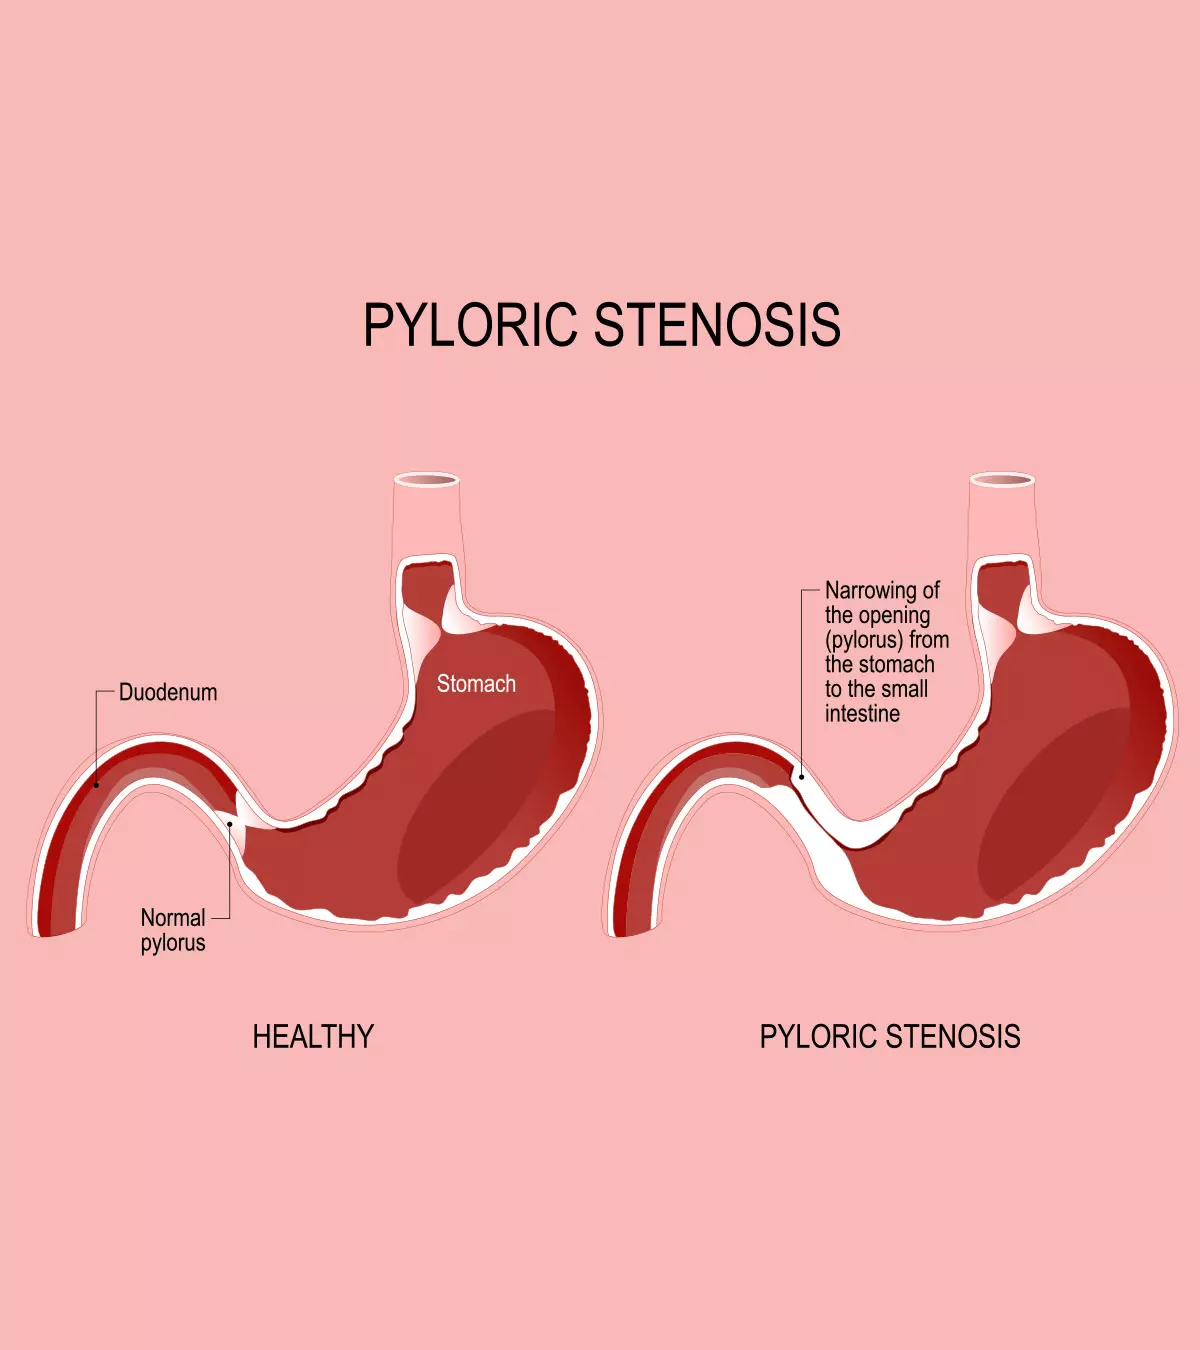 PYLORIC STENOSIS
Duodenum
Stomach
Normal
pylorus
HEALTHY
Narrowing of
the opening
(pylorus) from
the stomach
to the small
intestine
PYLORIC STENOSIS